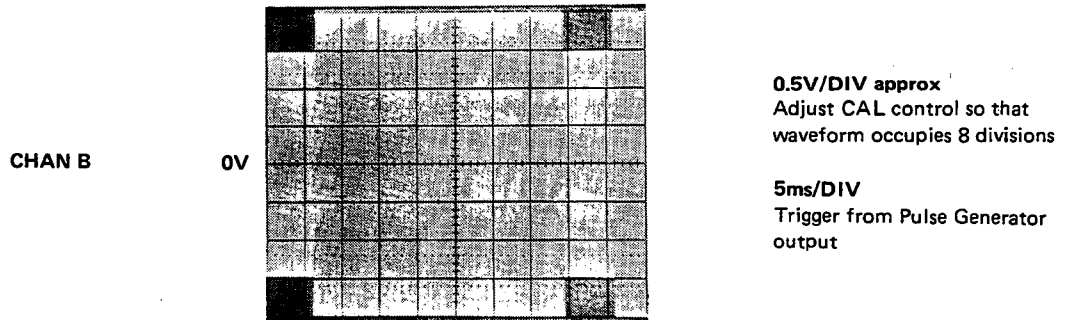 0.5V/DIV approx
Adjust CAL control so that
waveform occupies 8 divisions
CHAN B 0V
5ms/DIV
Trigger from Pulse Generator
output